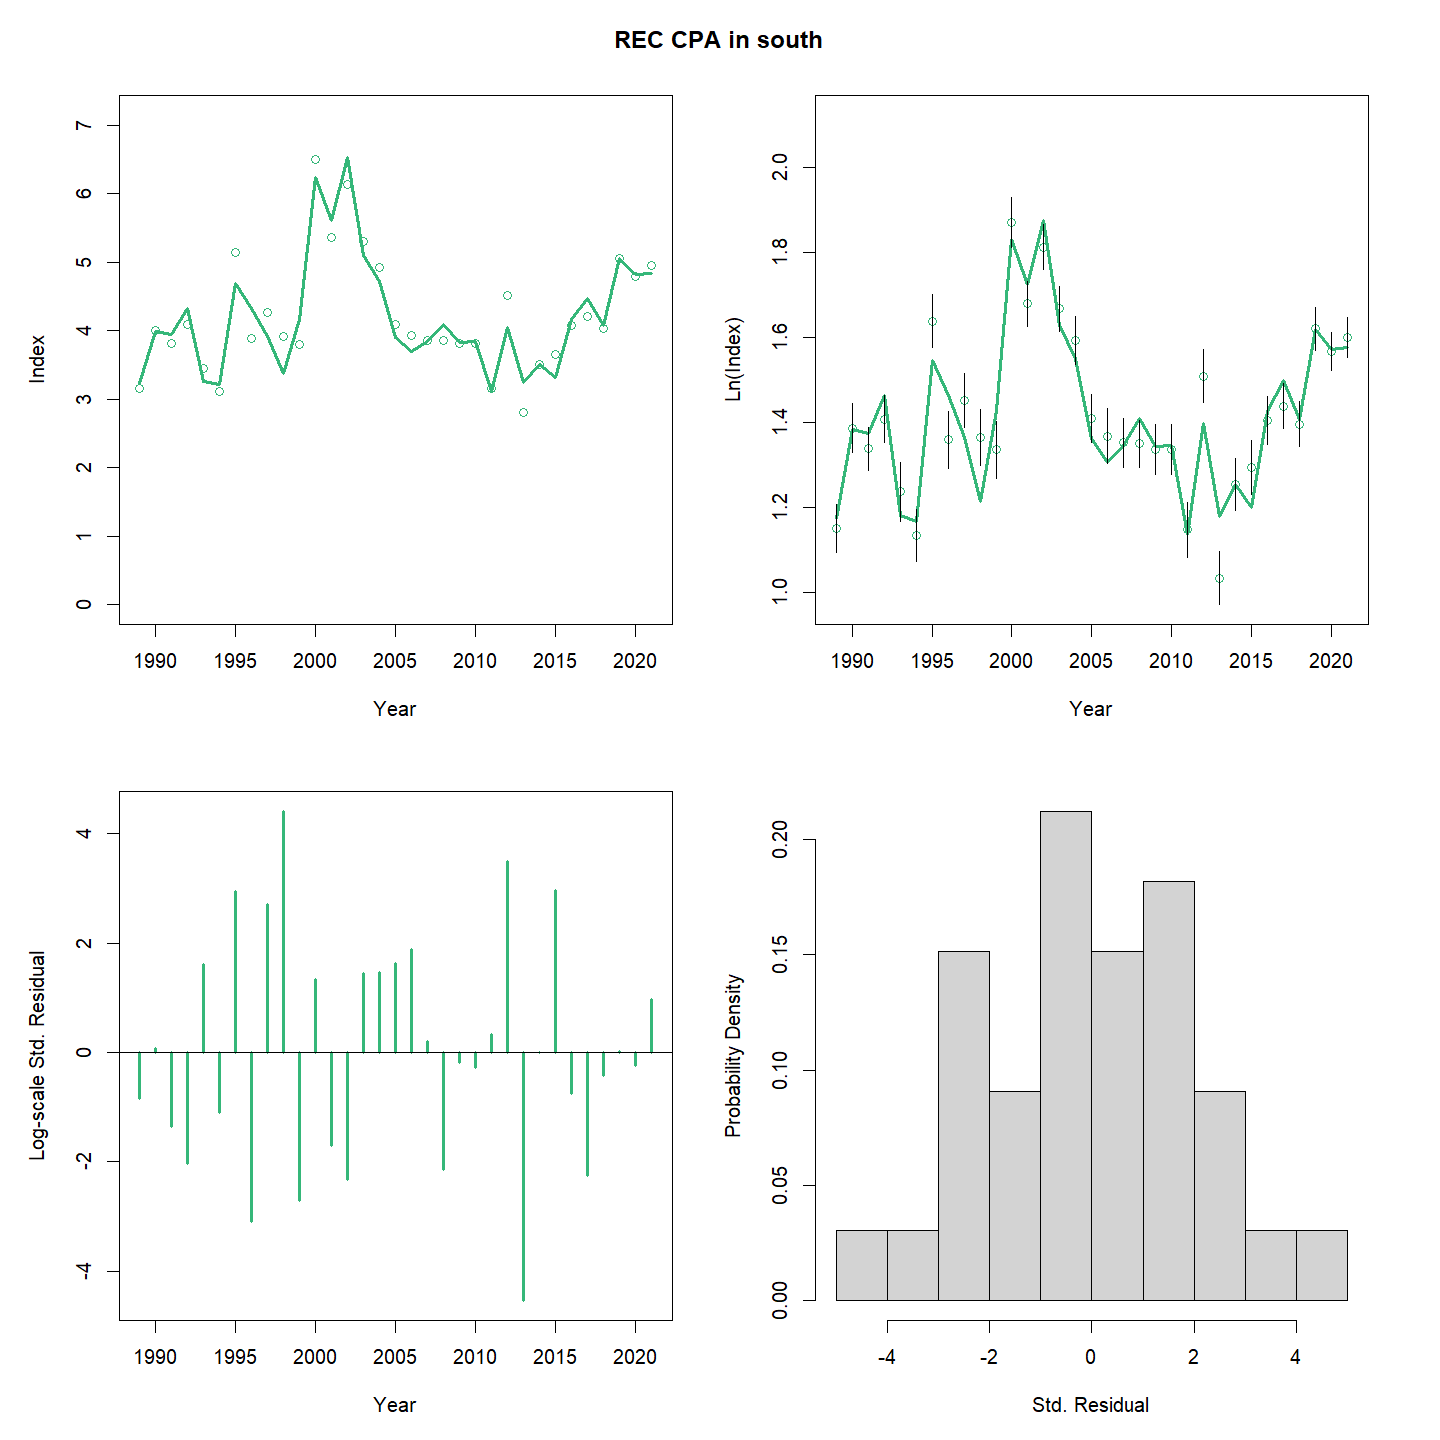 REC CPA in south
7
6
5
4
3
2
1
0
Index
1990 1995 2000 2005 2010 2015 2020
Year
2.0
1.8
1.6
1.4
1.2
1.0
Ln(Index)
1990 1995 2000 2005 2010 2015 2020
Year
4
2
0
-2
-4
Log-scale Std. Residual
1990 1995 2000 2005 2010 2015 2020
Year
0.20
0.15
0.10
0.05
0.00
Probability Density
-4 -2 0 2 4
Std. Residual